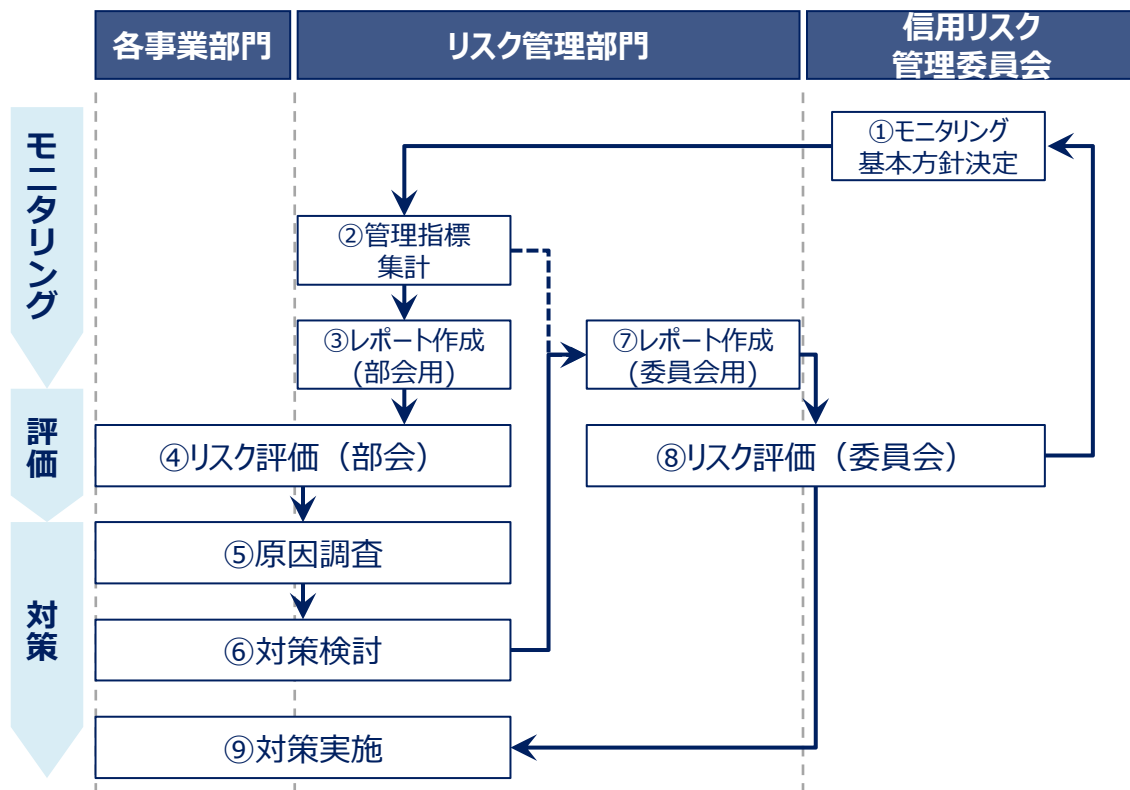 各事業部門
リスク管理部門
信用リスク
管理委員会
モニタリング
①モニタリング
基本方針決定
②管理指標
集計
③レポート作成
(部会用)
⑦レポート作成
(委員会用)
評価
④リスク評価（部会）
⑧リスク評価（委員会）
対策
⑤原因調査
⑥対策検討
⑨対策実施